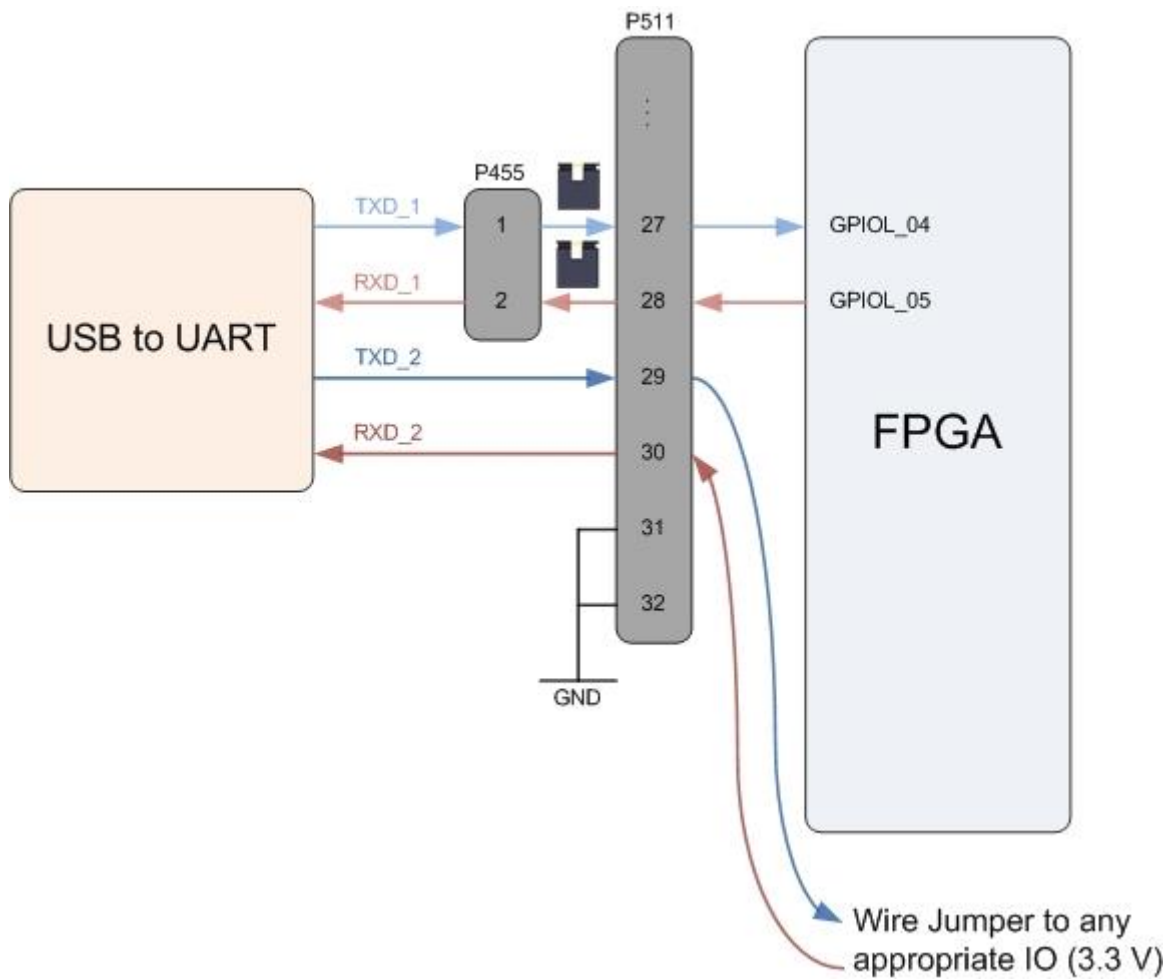 P511
P455
TXD_1
1
27
GPIOL_04
RXD_1
2
28
GPIOL_05
USB to UART
TXD_2
29
FPGA
RXD_2
30
31
32
GND
Wire Jumper to any
appropriate IO (3.3 V)